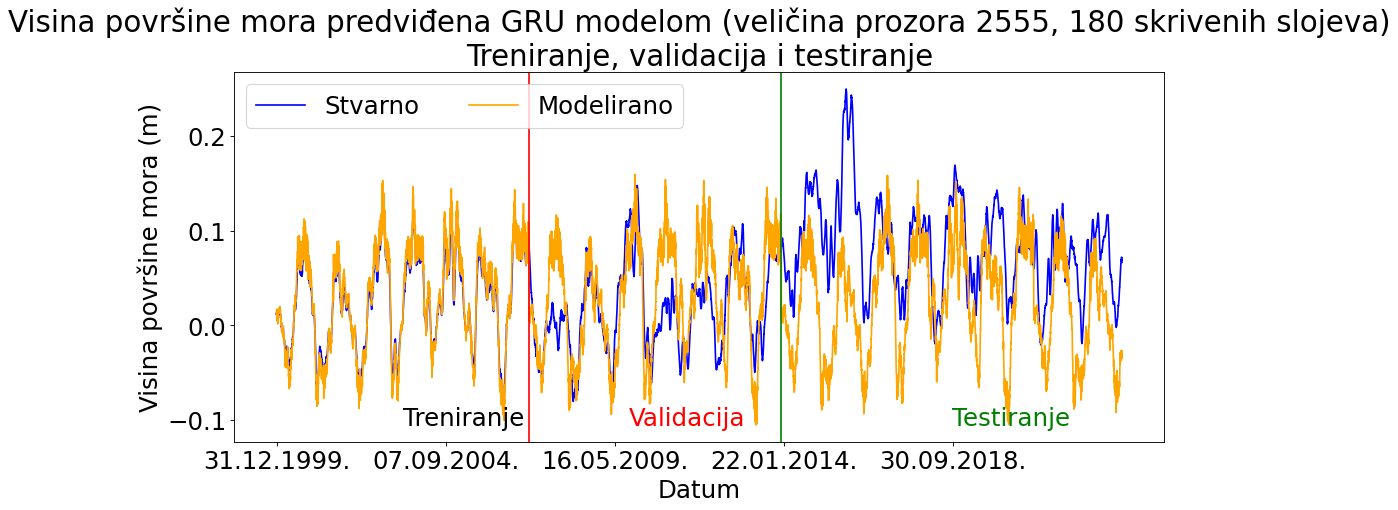 Visina površine mora predviđena GRU modelom (veličina prozora 2555, 180 skrivenih slojeva)
Treniranje, validacija i testiranje
Stvarno
Modelirano
Visina površine mora (m)
0.2
0.1
0.0
−0.1
Treniranje
Validacija
Testiranje
31.12.1999.
07.09.2004.
16.05.2009.
22.01.2014.
30.09.2018.
Datum